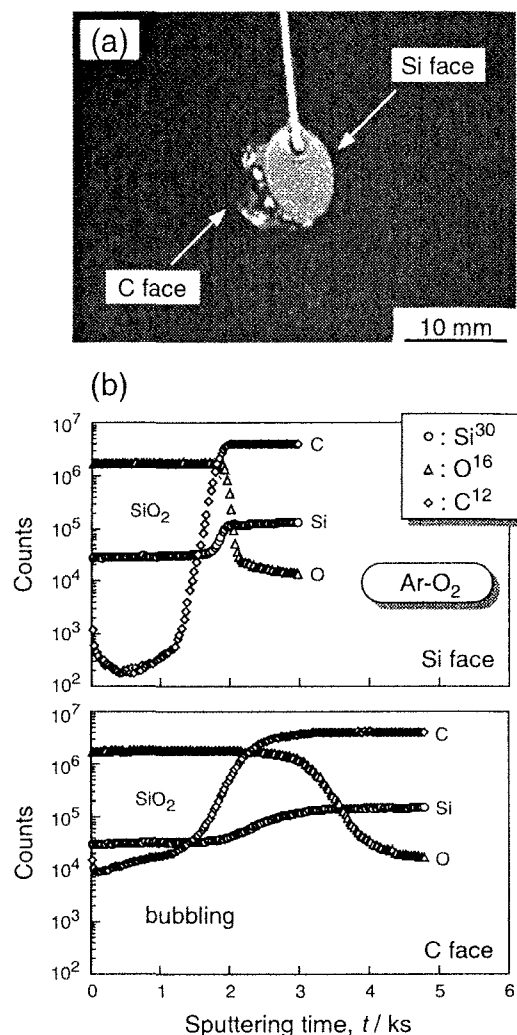 (a)
Si face
C face
10 mm
(b)
10⁷
10⁶
10⁵
10⁴
10³
10²
Counts
SiO₂
C
Si
O
○ : Si³⁰
△ : O¹⁶
◇ : C¹²
Ar-O₂
Si face
10⁷
10⁶
10⁵
10⁴
10³
10²
Counts
SiO₂
C
Si
O
bubbling
C face
0 1 2 3 4 5 6
Sputtering time, t / ks